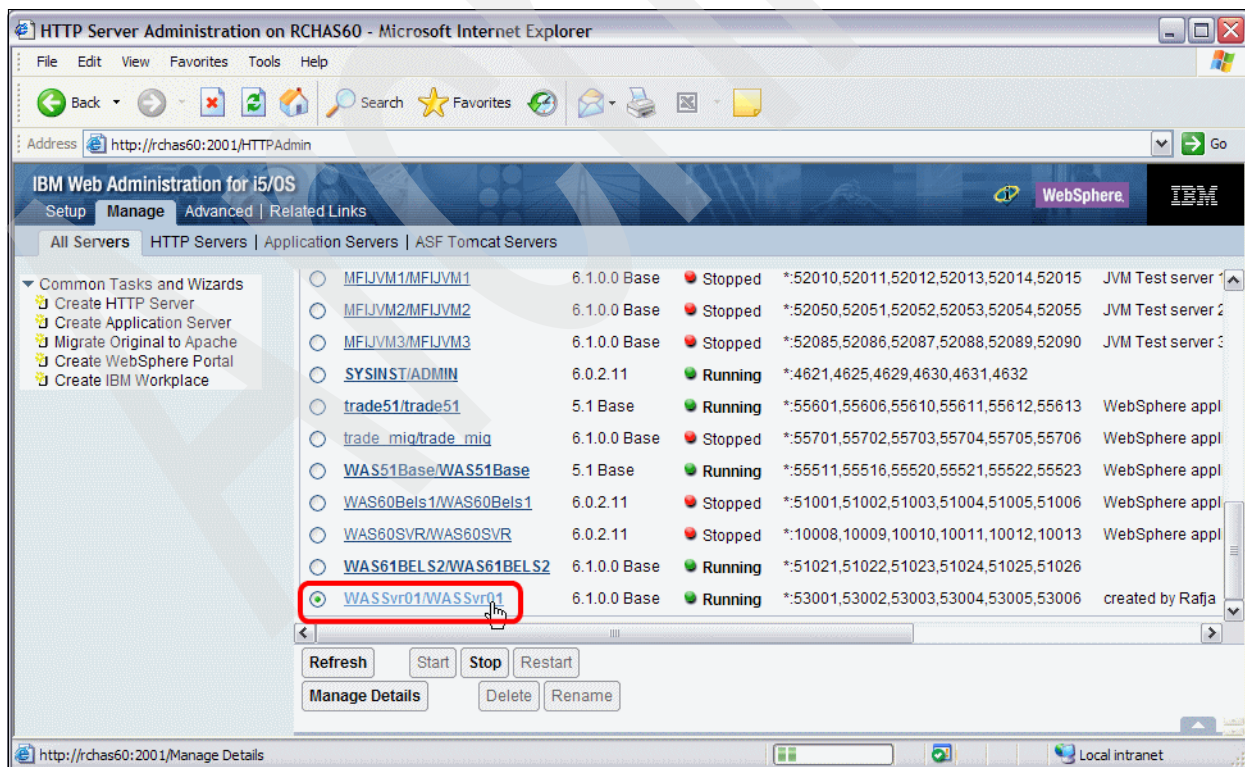 HTTP Server Administration on RCHAS60 - Microsoft Internet Explorer
File Edit View Favorites Tools Help
Back Search Favorites
Address http://rchas60:2001/HTTPAdmin Go
IBM Web Administration for i5/OS
WebSphere. IBM
Setup Manage Advanced | Related Links
All Servers HTTP Servers | Application Servers | ASF Tomcat Servers
Common Tasks and Wizards
Create HTTP Server
Create Application Server
Migrate Original to Apache
Create WebSphere Portal
Create IBM Workplace
MFIJVM1/MFIJVM1 6.1.0.0 Base Stopped *:52010,52011,52012,52013,52014,52015 JVM Test server 1
MFIJVM2/MFIJVM2 6.1.0.0 Base Stopped *:52050,52051,52052,52053,52054,52055 JVM Test server 2
MFIJVM3/MFIJVM3 6.1.0.0 Base Stopped *:52085,52086,52087,52088,52089,52090 JVM Test server 3
SYSINST/ADMIN 6.0.2.11 Running *:4621,4625,4629,4630,4631,4632
trade51/trade51 5.1 Base Running *:55601,55606,55610,55611,55612,55613 WebSphere appl
trade_mig/trade_mig 6.1.0.0 Base Stopped *:55701,55702,55703,55704,55705,55706 WebSphere appl
WAS51Base/WAS51Base 5.1 Base Running *:55511,55516,55520,55521,55522,55523 WebSphere appl
WAS60Bels1/WAS60Bels1 6.0.2.11 Stopped *:51001,51002,51003,51004,51005,51006 WebSphere appl
WAS60SVR/WAS60SVR 6.0.2.11 Stopped *:10008,10009,10010,10011,10012,10013 WebSphere appl
WAS61BELS2/WAS61BELS2 6.1.0.0 Base Running *:51021,51022,51023,51024,51025,51026
WASSvr01/WASSvr01 6.1.0.0 Base Running *:53001,53002,53003,53004,53005,53006 created by Rafja
Refresh Start Stop Restart
Manage Details Delete Rename
http://rchas60:2001/Manage Details Local intranet